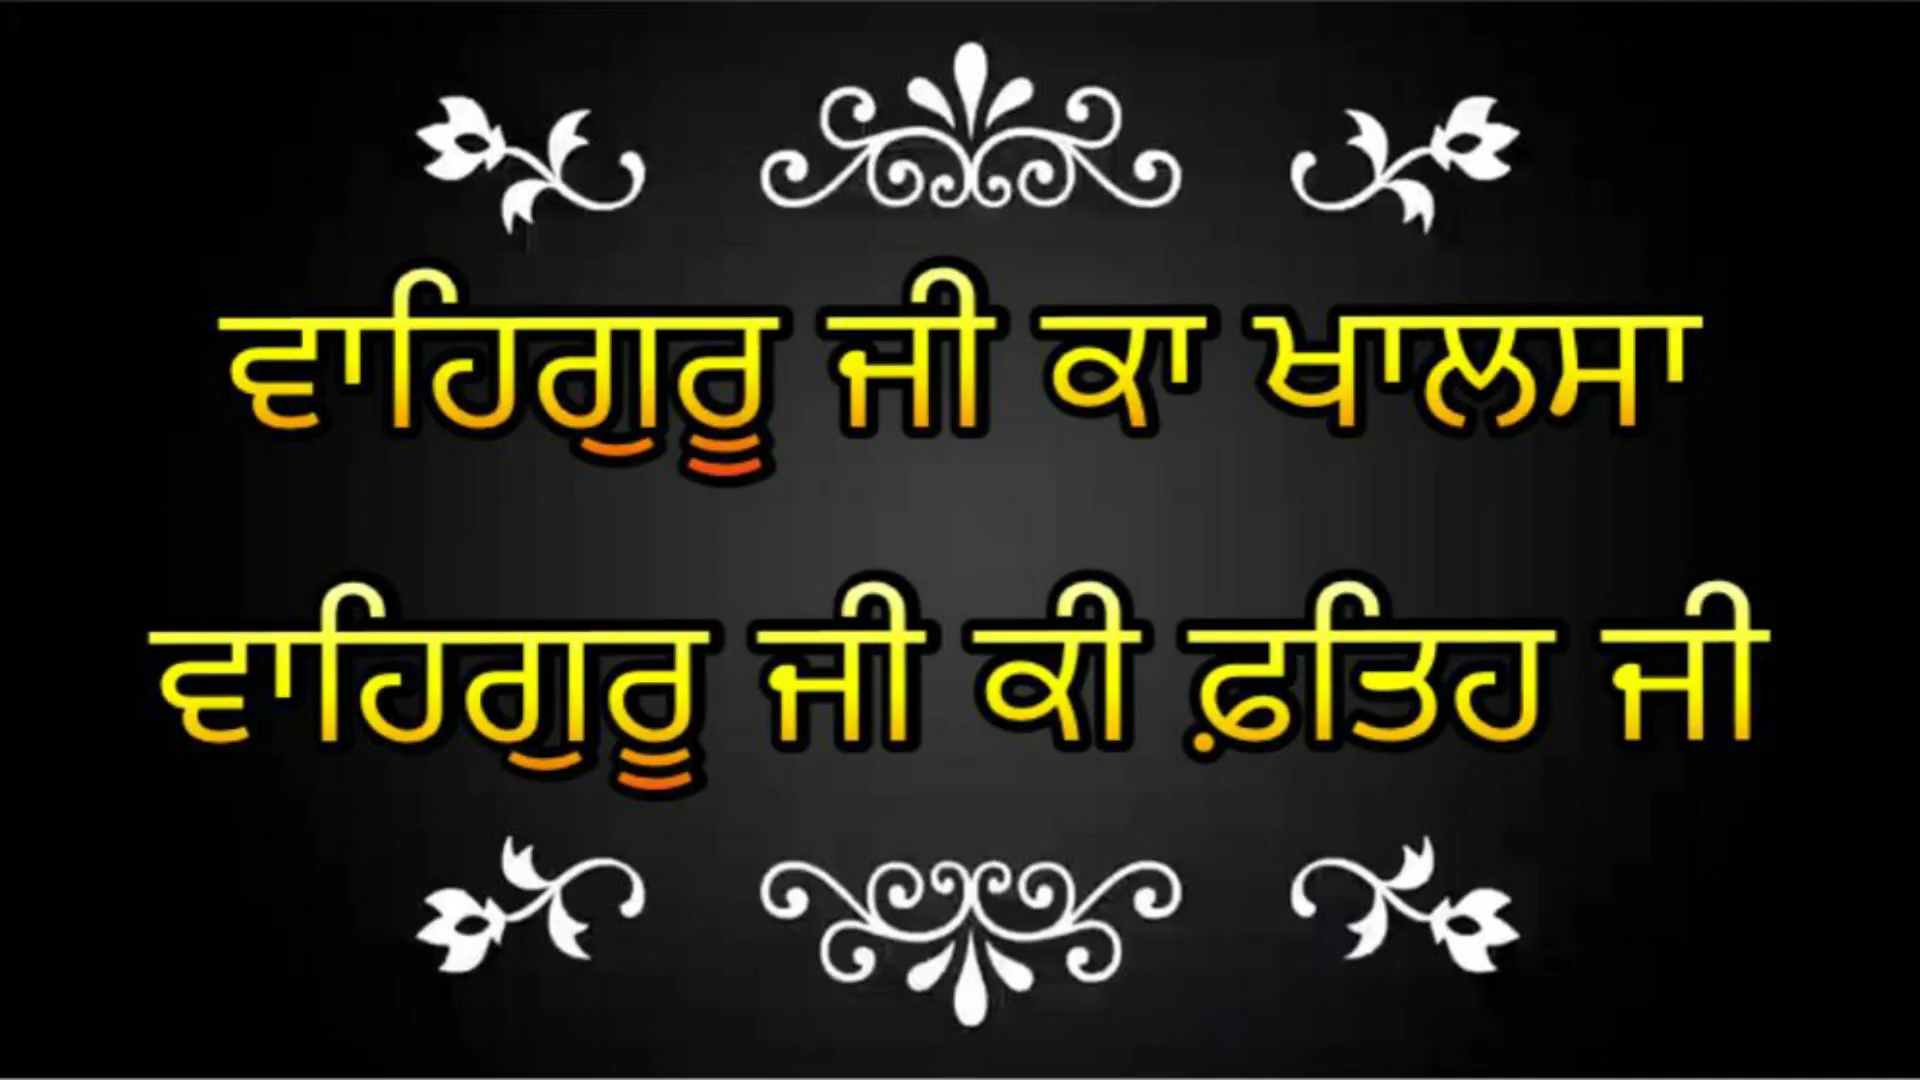 ਵਾਹਿਗੁਰੂ ਜੀ ਕਾ ਖਾਲਸਾ
ਵਾਹਿਗੁਰੂ ਜੀ ਕੀ ਫ਼ਤਿਹ ਜੀ